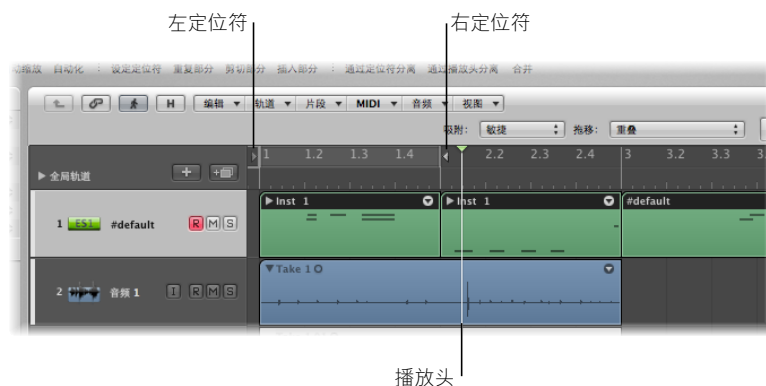 左定位符 右定位符
动缩放 自动化 : 设定定位符 重复部分 剪切部分 插入部分 : 通过定位符分离 通过播放头分离 合并
H 编辑 轨道 片段 MIDI 音频 视图
吸附: 敏捷 拖移: 重叠
1 1.2 1.3 1.4 2.2 2.3 2.4 3 3.2 3.3
全局轨道
Inst 1 Inst 1 #default
1 ES1 #default R M S
Take 1
2 音频 1 I R M S
播放头